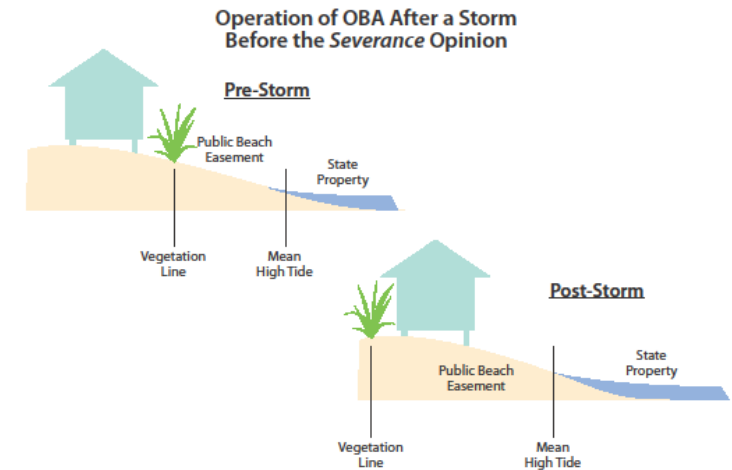 Operation of OBA After a Storm
Before the Severance Opinion
Pre-Storm
Public Beach
Easement
State
Property
Vegetation
Line
Mean
High Tide
Post-Storm
Public Beach
Easement
State
Property
Vegetation
Line
Mean
High Tide